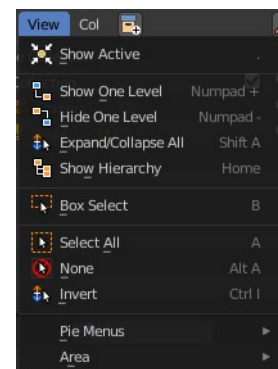 View Col
Show Active .
Show One Level Numpad +
Hide One Level Numpad -
Expand/Collapse All Shift A
Show Hierarchy Home
Box Select B
Select All A
None Alt A
Invert Ctrl I
Pie Menus
Area